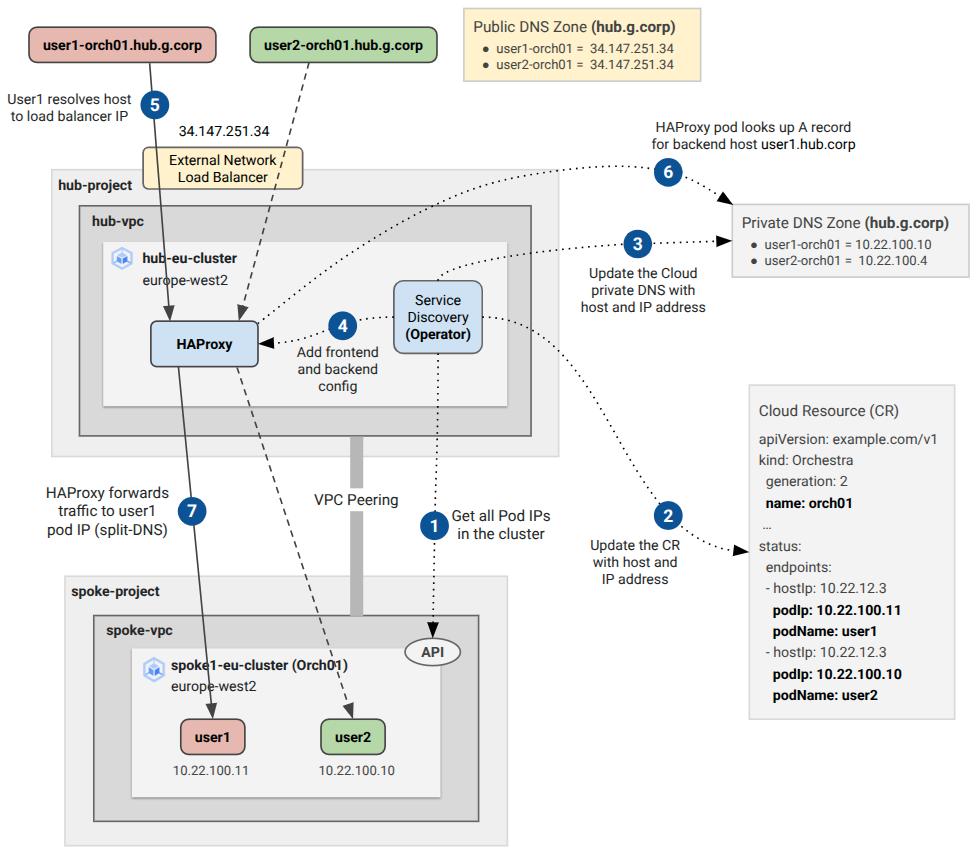 user1-orch01.hub.g.corp
user2-orch01.hub.g.corp
Public DNS Zone (hub.g.corp)
● user1-orch01 = 34.147.251.34
● user2-orch01 = 34.147.251.34
User1 resolves host
to load balancer IP
5
34.147.251.34
External Network
Load Balancer
HAProxy pod looks up A record
for backend host user1.hub.corp
6
hub-project
hub-vpc
hub-eu-cluster
europe-west2
Private DNS Zone (hub.g.corp)
● user1-orch01 = 10.22.100.10
● user2-orch01 = 10.22.100.4
3
Update the Cloud
private DNS with
host and IP address
Service
Discovery
(Operator)
HAProxy
4
Add frontend
and backend
config
Cloud Resource (CR)
apiVersion: example.com/v1
kind: Orchestra
generation: 2
name: orch01
...
status:
endpoints:
- hostIp: 10.22.12.3
podIp: 10.22.100.11
podName: user1
- hostIp: 10.22.12.3
podIp: 10.22.100.10
podName: user2
HAProxy forwards
traffic to user1
pod IP (split-DNS)
7
VPC Peering
1
Get all Pod IPs
in the cluster
2
Update the CR
with host and
IP address
spoke-project
spoke-vpc
API
spoke1-eu-cluster (Orch01)
europe-west2
user1
user2
10.22.100.11
10.22.100.10